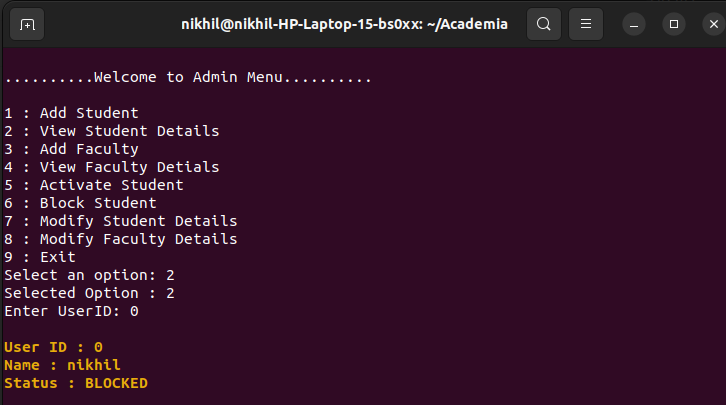 nikhil@nikhil-HP-Laptop-15-bs0xx: ~/Academia
..........Welcome to Admin Menu..........
1 : Add Student
2 : View Student Details
3 : Add Faculty
4 : View Faculty Detials
5 : Activate Student
6 : Block Student
7 : Modify Student Details
8 : Modify Faculty Details
9 : Exit
Select an option: 2
Selected Option : 2
Enter UserID: 0
User ID : 0
Name : nikhil
Status : BLOCKED